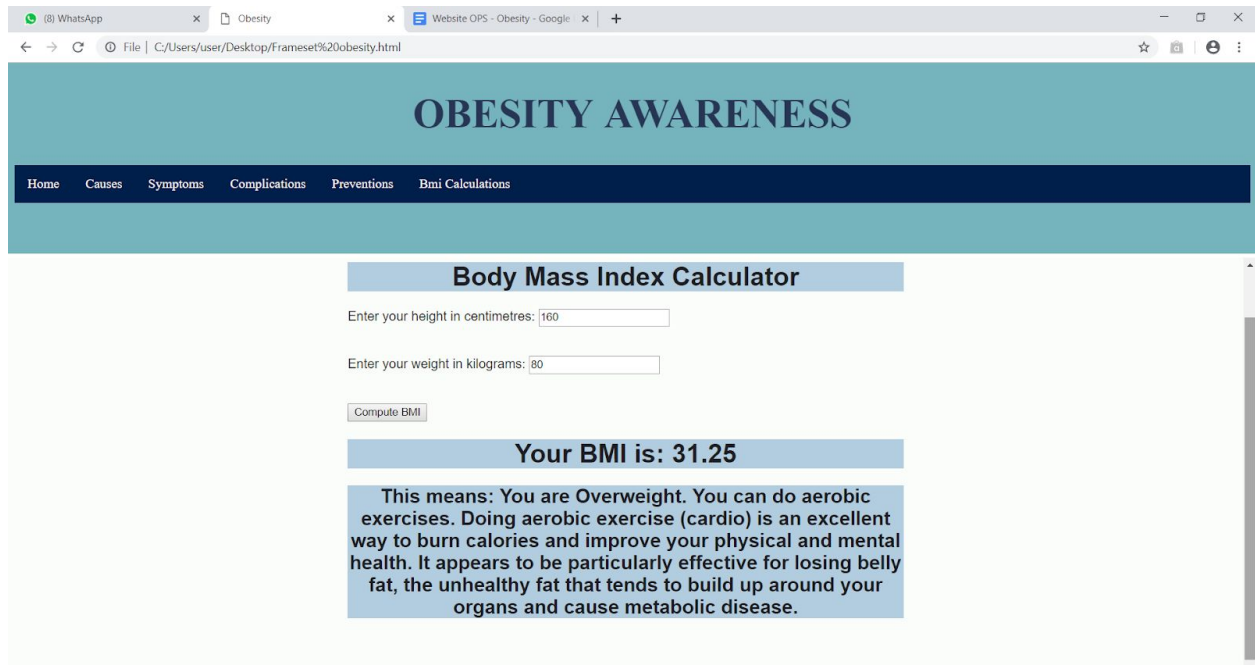 (8) WhatsApp
Obesity
Website OPS - Obesity - Google
File | C:/Users/user/Desktop/Frameset%20obesity.html
OBESITY AWARENESS
Home Causes Symptoms Complications Preventions Bmi Calculations
Body Mass Index Calculator
Enter your height in centimetres: 160
Enter your weight in kilograms: 80
Compute BMI
Your BMI is: 31.25
This means: You are Overweight. You can do aerobic
exercises. Doing aerobic exercise (cardio) is an excellent
way to burn calories and improve your physical and mental
health. It appears to be particularly effective for losing belly
fat, the unhealthy fat that tends to build up around your
organs and cause metabolic disease.